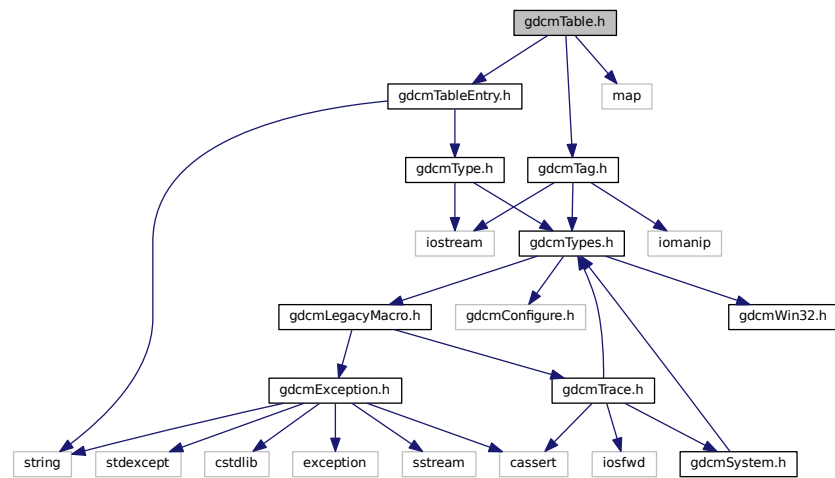 gdcmTable.h
gdcmTableEntry.h
map
gdcmType.h
gdcmTag.h
iostream
gdcmTypes.h
iomanip
gdcmLegacyMacro.h
gdcmConfigure.h
gdcmWin32.h
gdcmException.h
gdcmTrace.h
string
stdexcept
cstdlib
exception
sstream
cassert
iosfwd
gdcmSystem.h